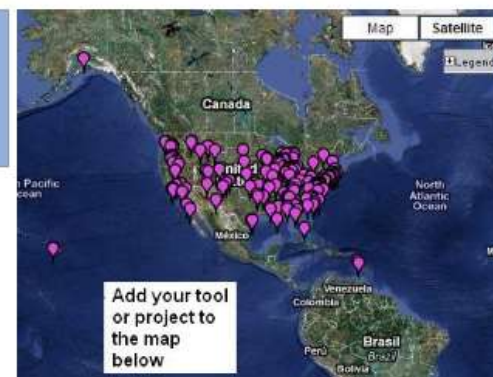 Map Satellite
Legend
Canada
United
North
Atlantic
Ocean
Pacific
México
Venezuela
Colombia
Add your tool
or project to
the map
below
Brasil
Brazil
Perú
Bolivia